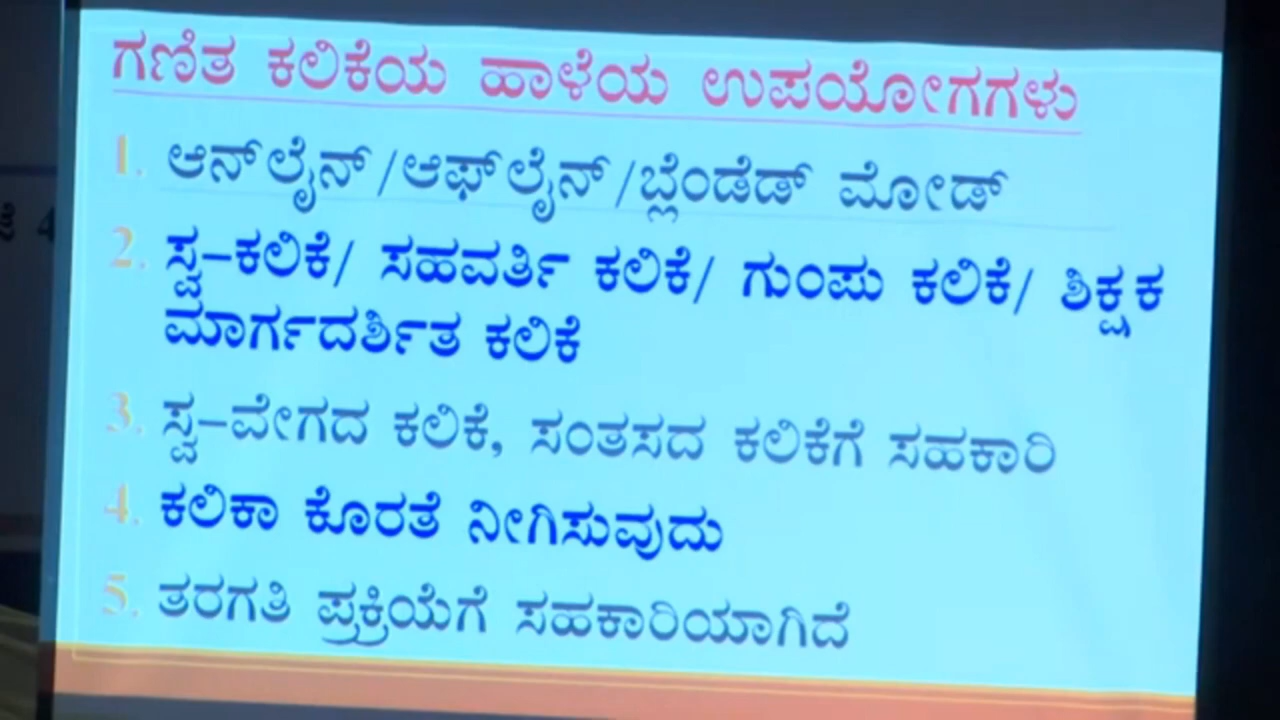 ಗಣಿತ ಕಲಿಕೆಯ ಹಾಳೆಯ ಉಪಯೋಗಗಳು
1. ಆನ್‌ಲೈನ್/ಆಫ್‌ಲೈನ್/ಬ್ಲೆಂಡೆಡ್ ಮೋಡ್
2. ಸ್ವ-ಕಲಿಕೆ/ ಸಹವರ್ತಿ ಕಲಿಕೆ/ ಗುಂಪು ಕಲಿಕೆ/ ಶಿಕ್ಷಕ
ಮಾರ್ಗದರ್ಶಿತ ಕಲಿಕೆ
3. ಸ್ವ-ವೇಗದ ಕಲಿಕೆ, ಸಂತಸದ ಕಲಿಕೆಗೆ ಸಹಕಾರಿ
4. ಕಲಿಕಾ ಕೊರತೆ ನೀಗಿಸುವುದು
5. ತರಗತಿ ಪ್ರಕ್ರಿಯೆಗೆ ಸಹಕಾರಿಯಾಗಿದೆ